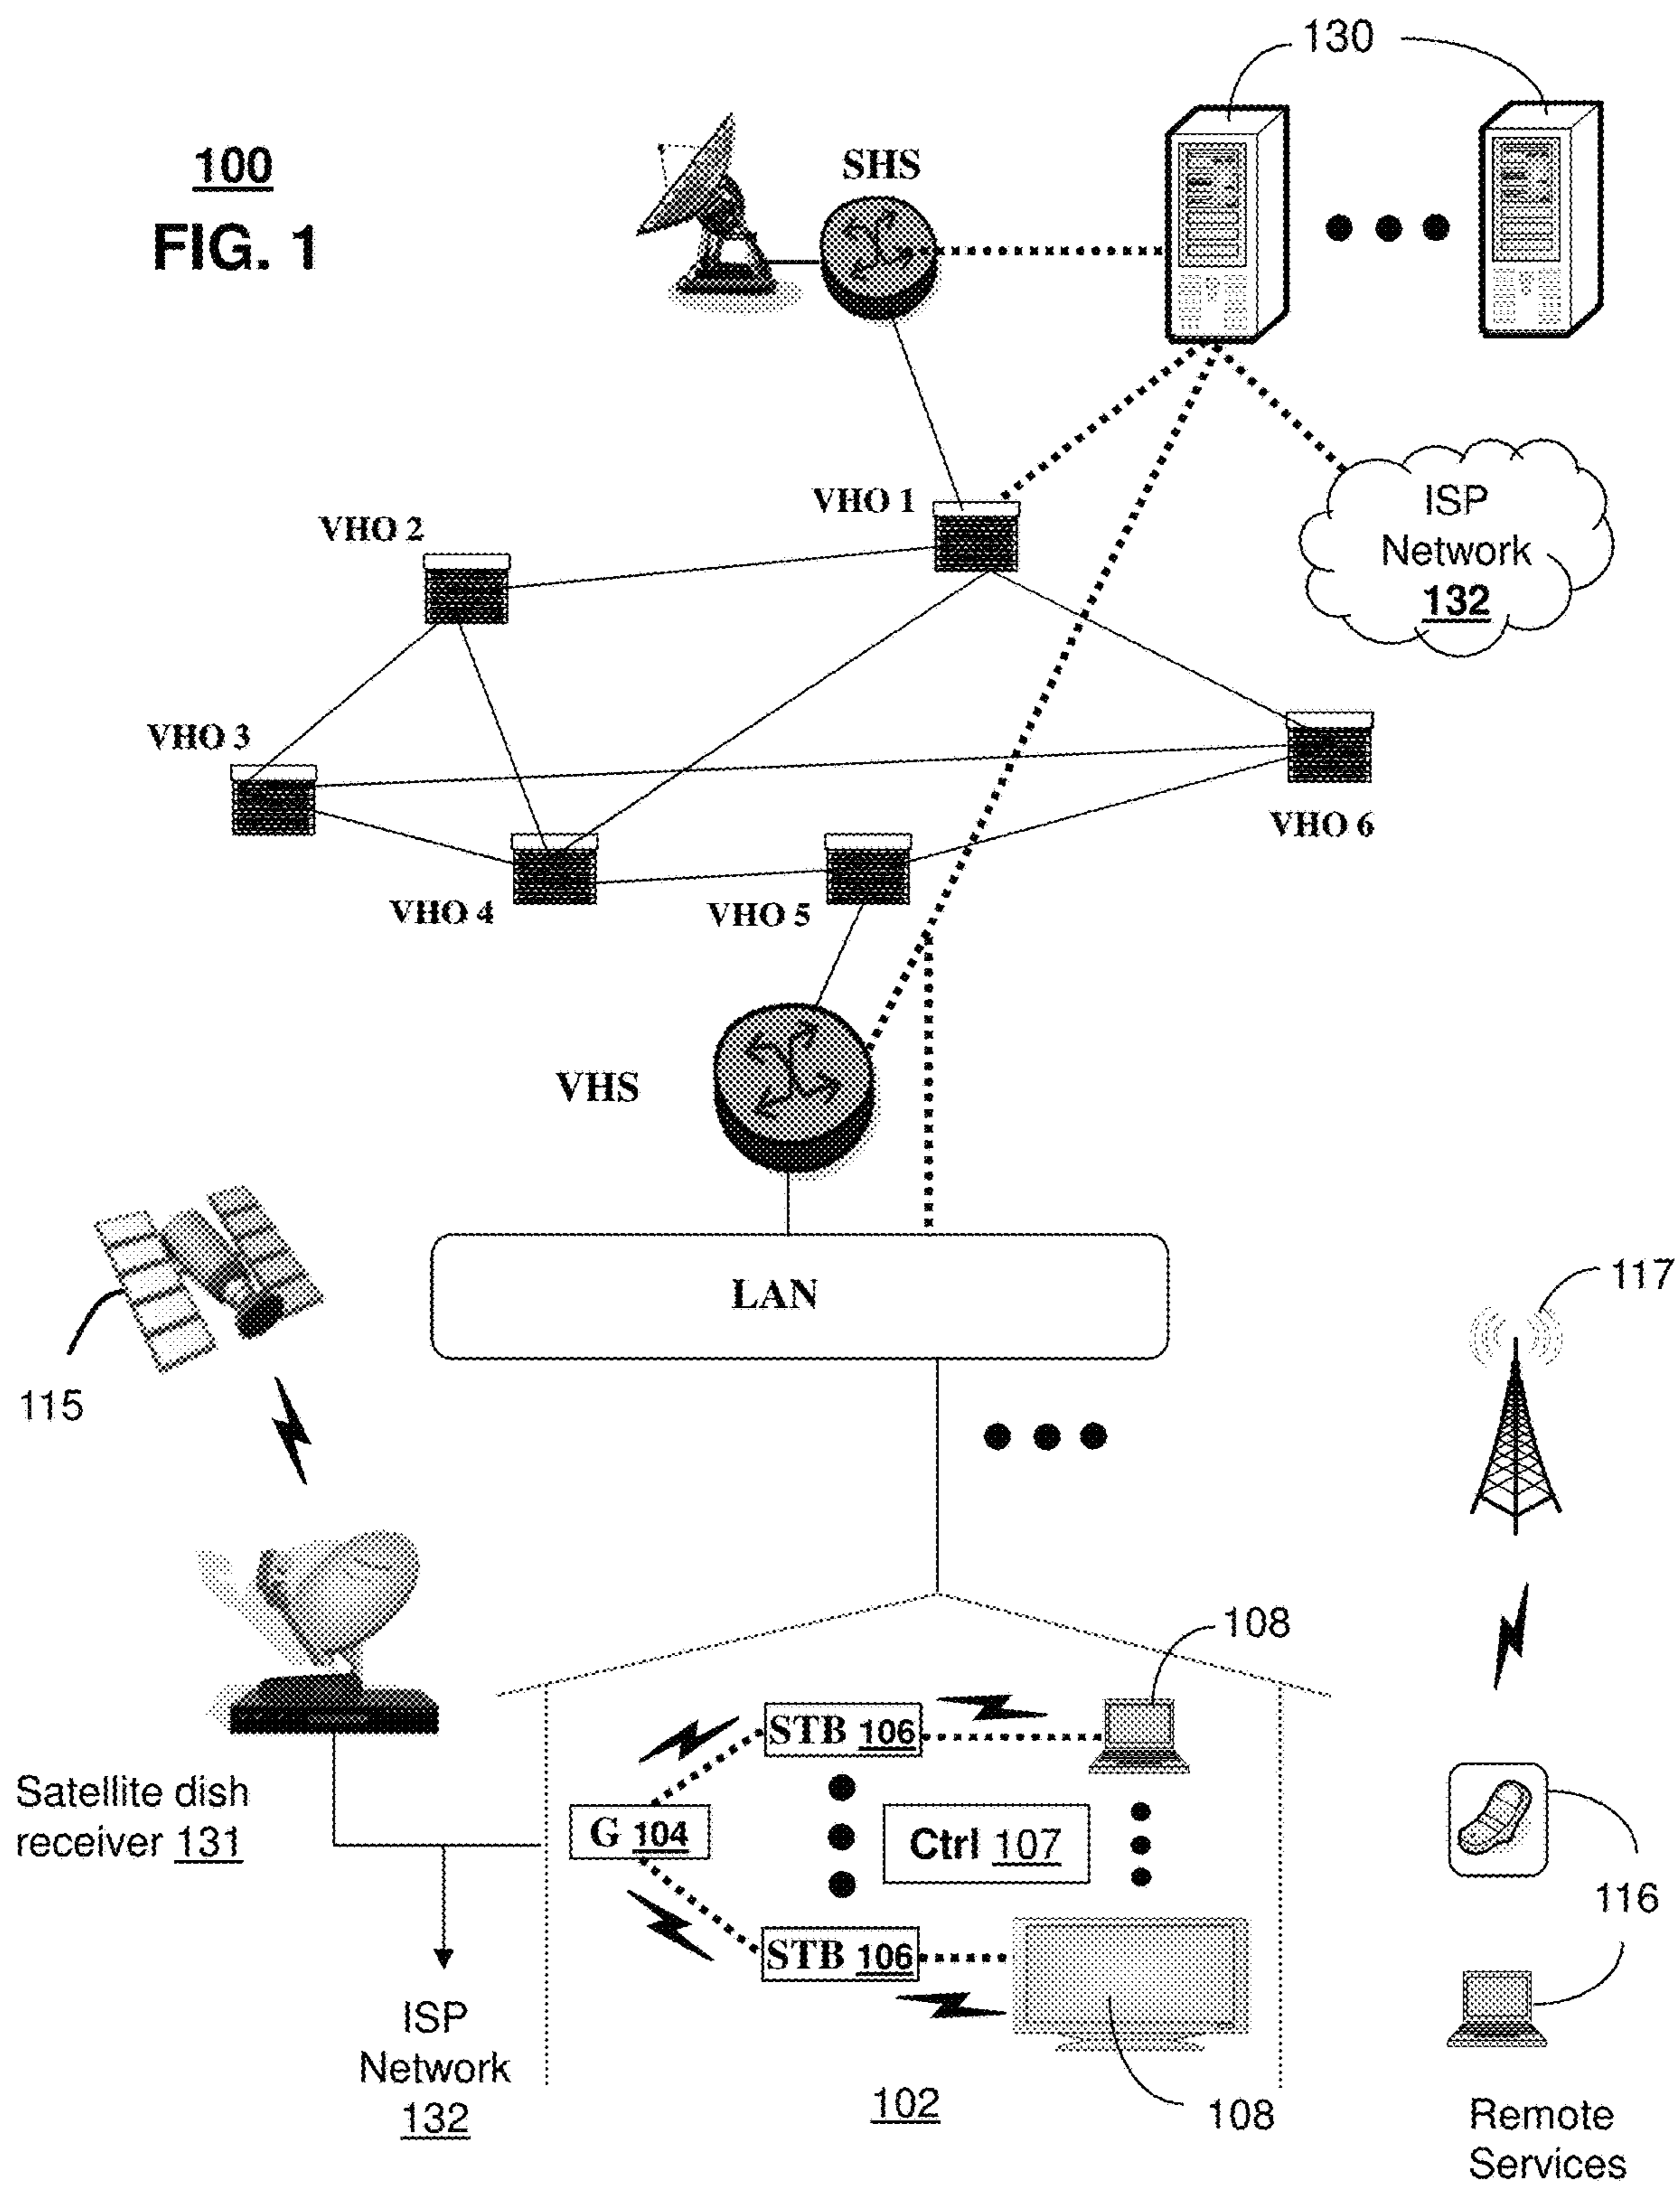 130
100
FIG. 1
SHS
ISP
Network
132
VHO 1
VHO 2
VHO 3
VHO 6
VHO 4
VHO 5
VHS
LAN
117
115
108
STB 106
Satellite dish
receiver 131
G 104
Ctrl 107
116
STB 106
ISP
Network
132
102
108
Remote
Services